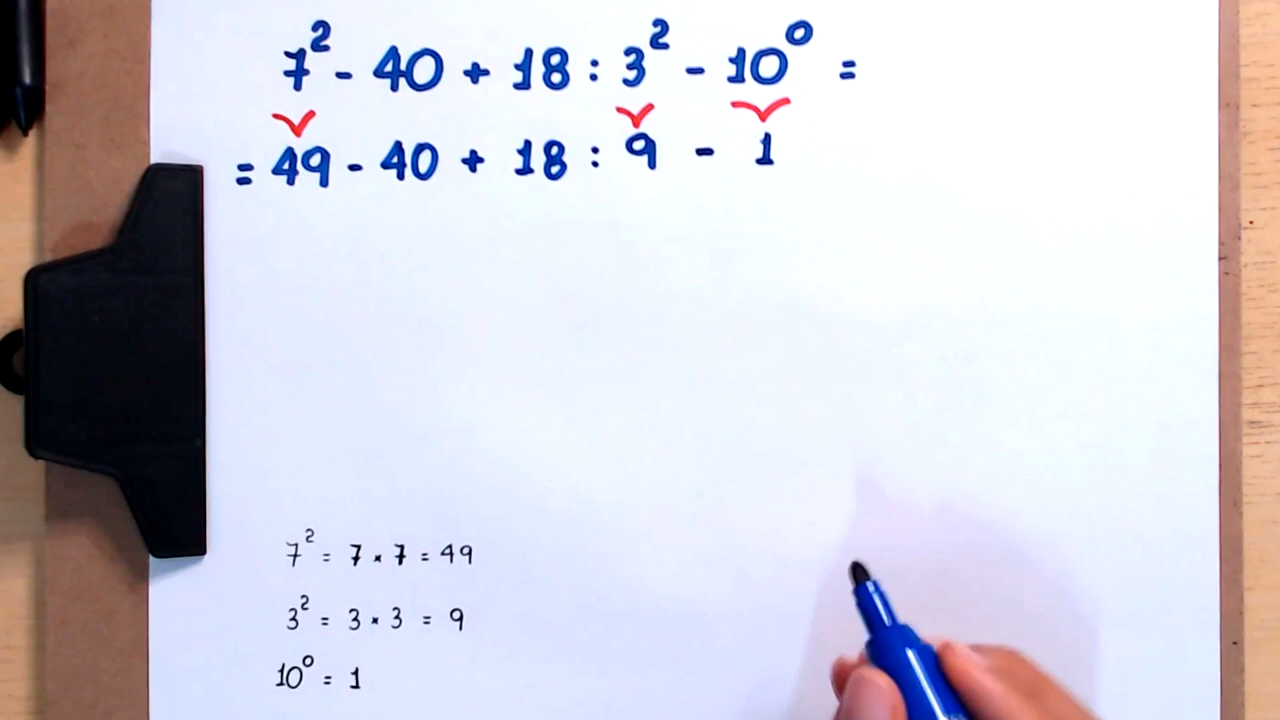 7² - 40 + 18 : 3² - 10⁰ =
= 49 - 40 + 18 : 9 - 1
7² = 7 × 7 = 49
3² = 3 × 3 = 9
10⁰ = 1